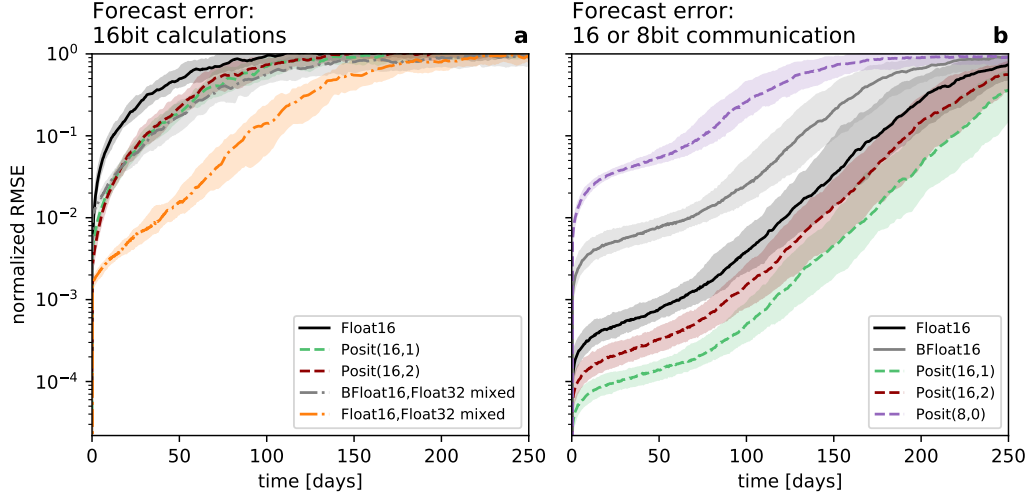 Forecast error:
16bit calculations
a
normalized RMSE
10⁰
10⁻¹
10⁻²
10⁻³
10⁻⁴
0
50
100
150
200
250
time [days]
Float16
Posit(16,1)
Posit(16,2)
BFloat16,Float32 mixed
Float16,Float32 mixed
Forecast error:
16 or 8bit communication
b
0
50
100
150
200
250
time [days]
Float16
BFloat16
Posit(16,1)
Posit(16,2)
Posit(8,0)